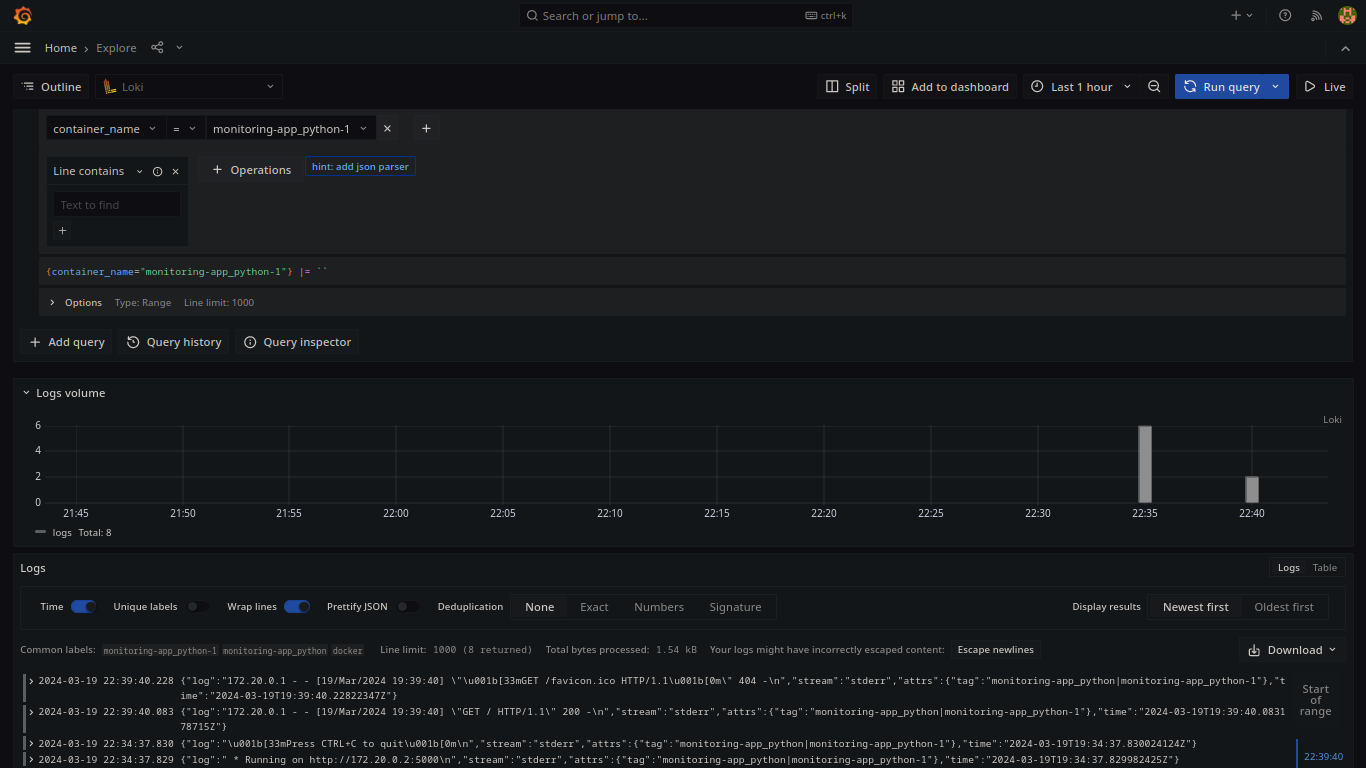 Search or jump to... ctrl+k
Home › Explore
Outline Loki Split Add to dashboard Last 1 hour Run query Live
container_name = monitoring-app_python-1 × +
Line contains × + Operations hint: add json parser
Text to find
+
{container_name="monitoring-app_python-1"} |= ``
Options Type: Range Line limit: 1000
+ Add query Query history Query inspector
Logs volume
Loki
6
4
2
0
21:45 21:50 21:55 22:00 22:05 22:10 22:15 22:20 22:25 22:30 22:35 22:40
logs Total: 8
Logs Logs Table
Time Unique labels Wrap lines Prettify JSON Deduplication None Exact Numbers Signature Display results Newest first Oldest first
Common labels: monitoring-app_python-1 monitoring-app_python docker Line limit: 1000 (8 returned) Total bytes processed: 1.54 kB Your logs might have incorrectly escaped content: Escape newlines Download
2024-03-19 22:39:40.228 {"log":"172.20.0.1 - - [19/Mar/2024 19:39:40] \"\u001b[33mGET /favicon.ico HTTP/1.1\u001b[0m\" 404 -\n","stream":"stderr","attrs":{"tag":"monitoring-app_python|monitoring-app_python-1"},"t
ime":"2024-03-19T19:39:40.22822347Z"}
2024-03-19 22:39:40.083 {"log":"172.20.0.1 - - [19/Mar/2024 19:39:40] \"GET / HTTP/1.1\" 200 -\n","stream":"stderr","attrs":{"tag":"monitoring-app_python|monitoring-app_python-1"},"time":"2024-03-19T19:39:40.0831
78715Z"}
2024-03-19 22:34:37.830 {"log":"\u001b[33mPress CTRL+C to quit\u001b[0m\n","stream":"stderr","attrs":{"tag":"monitoring-app_python|monitoring-app_python-1"},"time":"2024-03-19T19:34:37.830024124Z"}
2024-03-19 22:34:37.829 {"log":" * Running on http://172.20.0.2:5000\n","stream":"stderr","attrs":{"tag":"monitoring-app_python|monitoring-app_python-1"},"time":"2024-03-19T19:34:37.829982425Z"}
Start
of
range
22:39:40